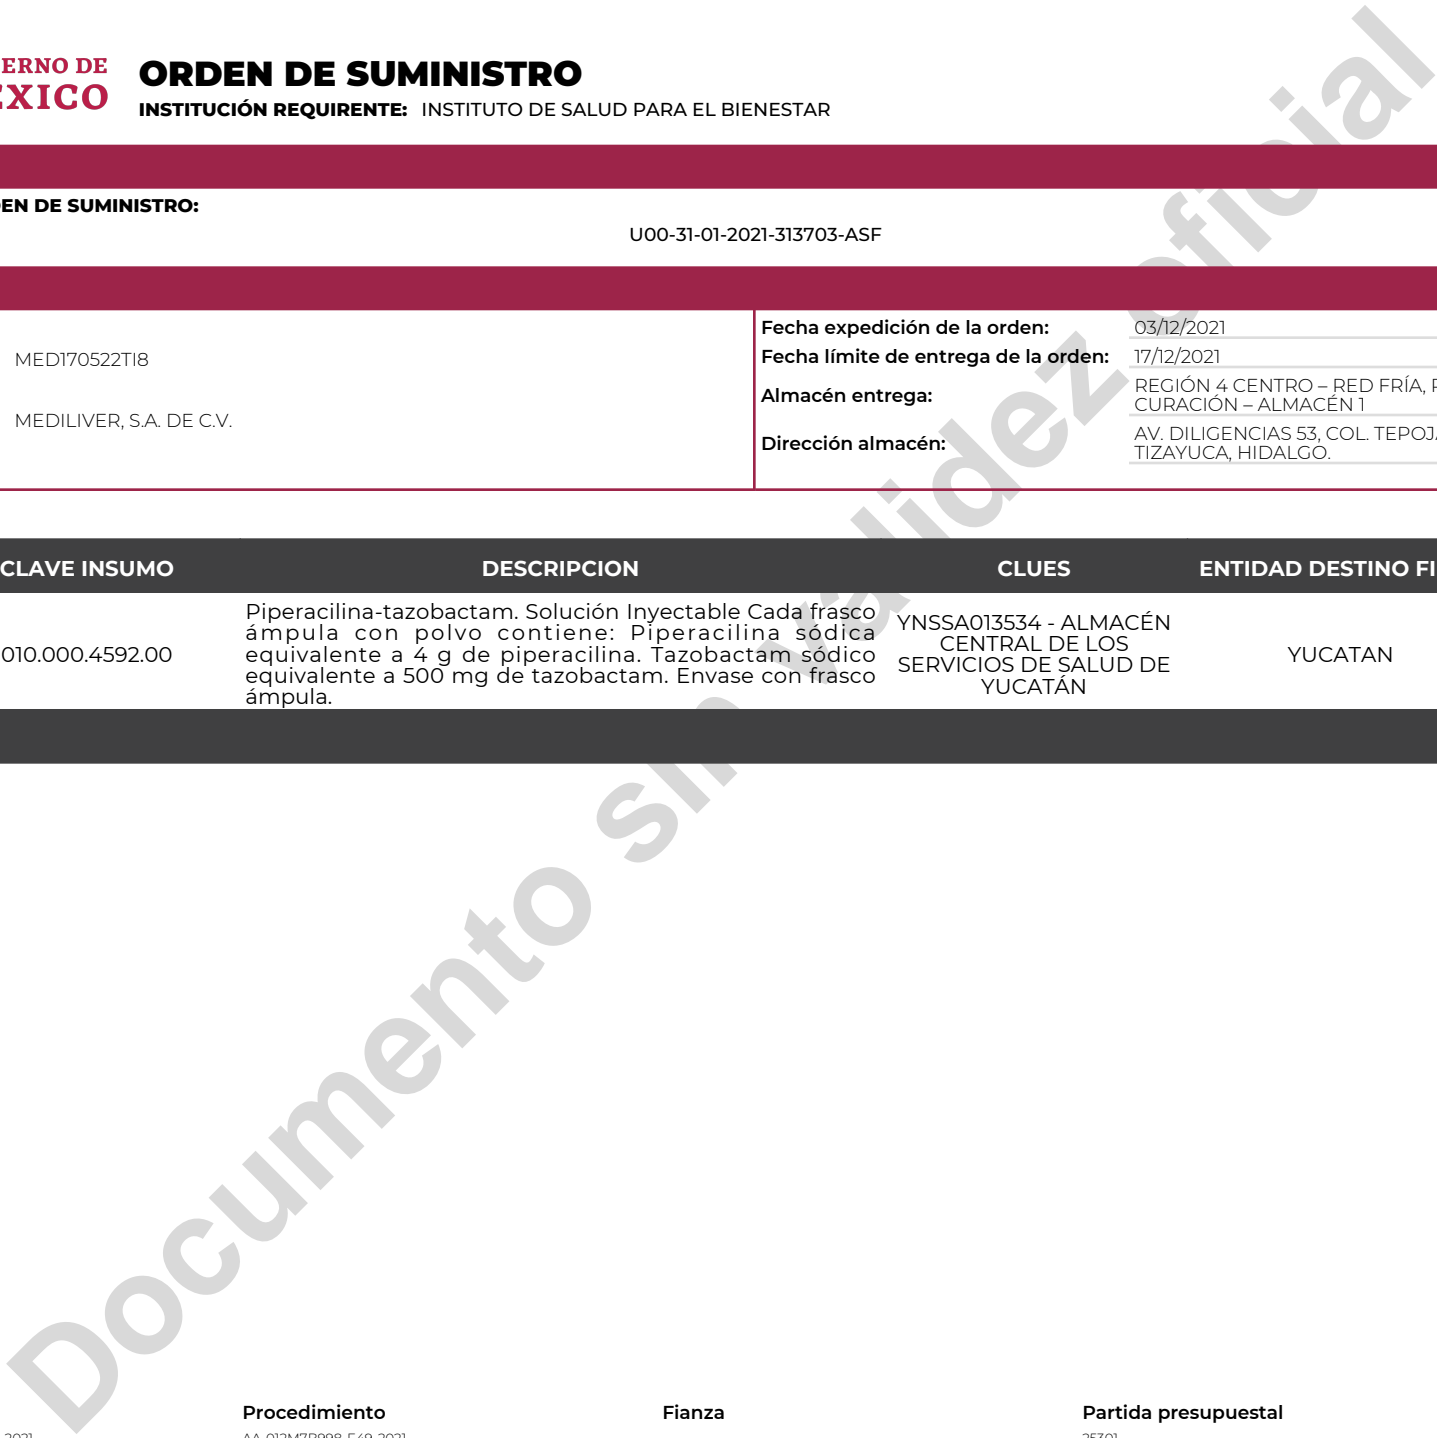 ERNO DE
ÉXICO
ORDEN DE SUMINISTRO
INSTITUCIÓN REQUIRENTE: INSTITUTO DE SALUD PARA EL BIENESTAR
EN DE SUMINISTRO:
U00-31-01-2021-313703-ASF
MED170522TI8
MEDILIVER, S.A. DE C.V.
Fecha expedición de la orden: 03/12/2021
Fecha límite de entrega de la orden: 17/12/2021
Almacén entrega: REGIÓN 4 CENTRO – RED FRÍA,
CURACIÓN – ALMACÉN 1
Dirección almacén: AV. DILIGENCIAS 53, COL. TEPOJ
TIZAYUCA, HIDALGO.
CLAVE INSUMO DESCRIPCION CLUES ENTIDAD DESTINO FI
010.000.4592.00
Piperacilina-tazobactam. Solución Inyectable Cada frasco
ámpula con polvo contiene: Piperacilina sódica
equivalente a 4 g de piperacilina. Tazobactam sódico
equivalente a 500 mg de tazobactam. Envase con frasco
ámpula.
YNSSA013534 - ALMACÉN
CENTRAL DE LOS
SERVICIOS DE SALUD DE
YUCATÁN
YUCATAN
Documento sin validez oficial
Procedimiento Fianza Partida presupuestal